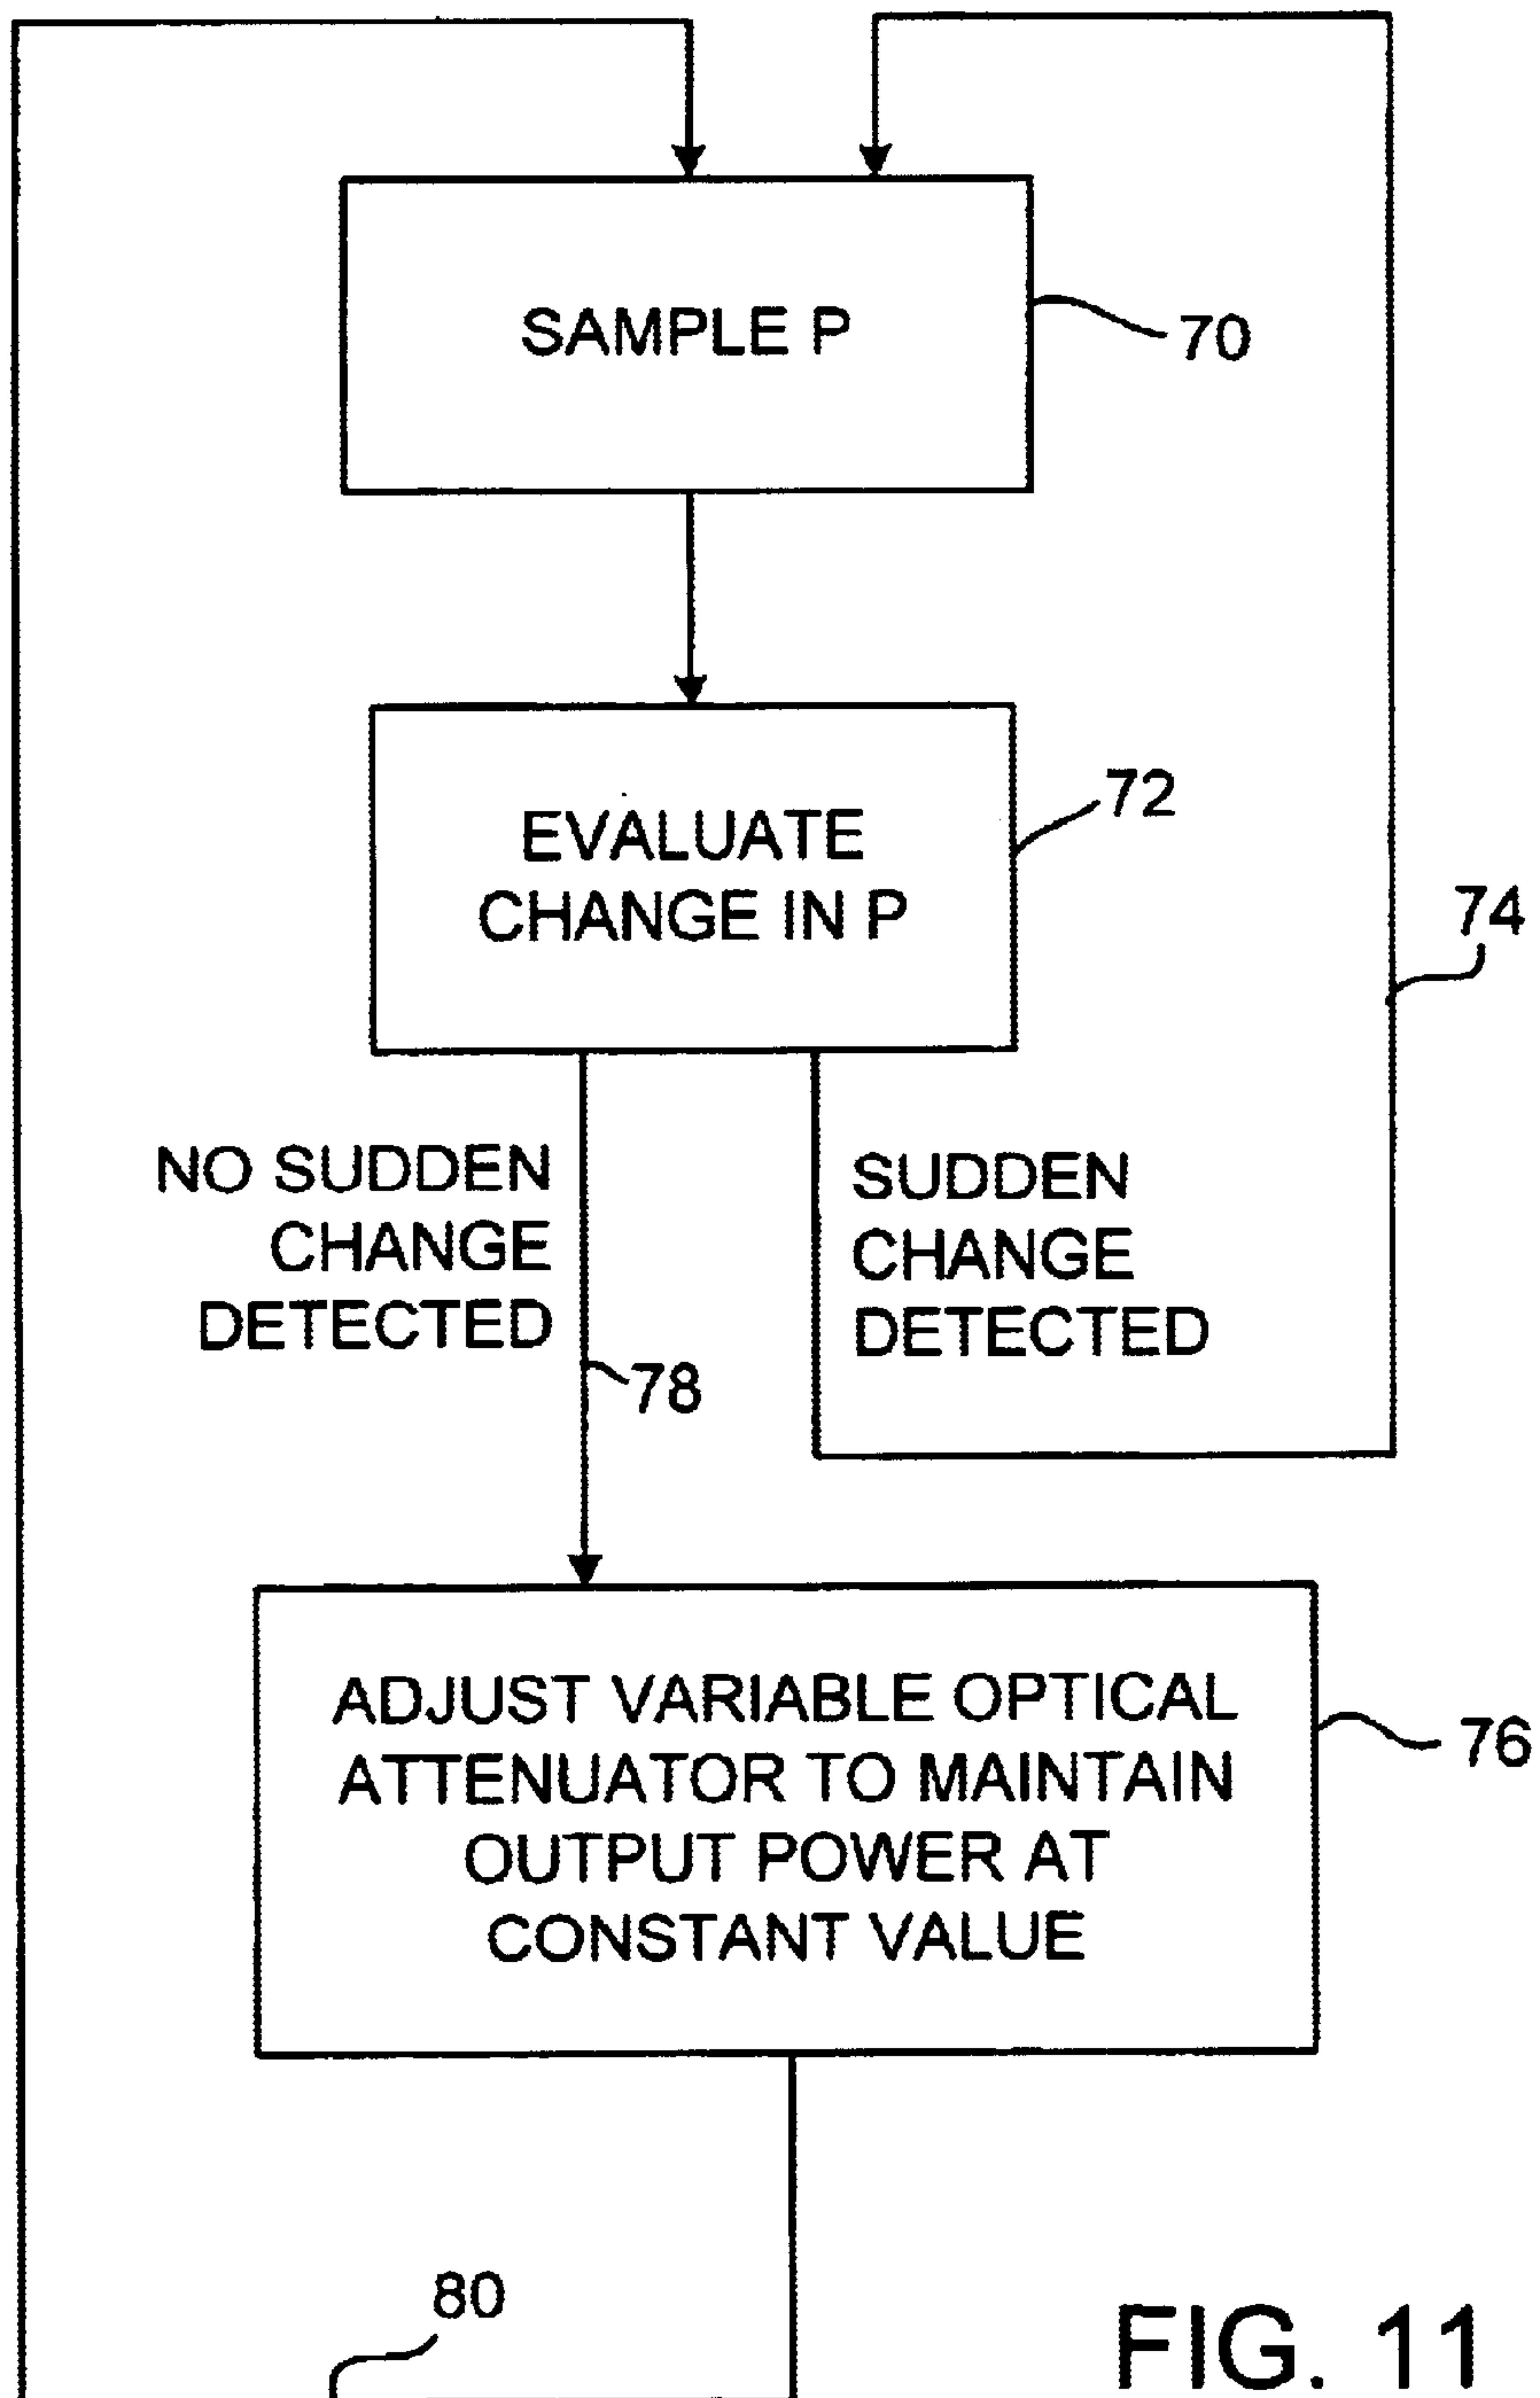 SAMPLE P
70
EVALUATE
CHANGE IN P
72
74
NO SUDDEN
CHANGE
DETECTED
SUDDEN
CHANGE
DETECTED
78
ADJUST VARIABLE OPTICAL
ATTENUATOR TO MAINTAIN
OUTPUT POWER AT
CONSTANT VALUE
76
80
FIG. 11